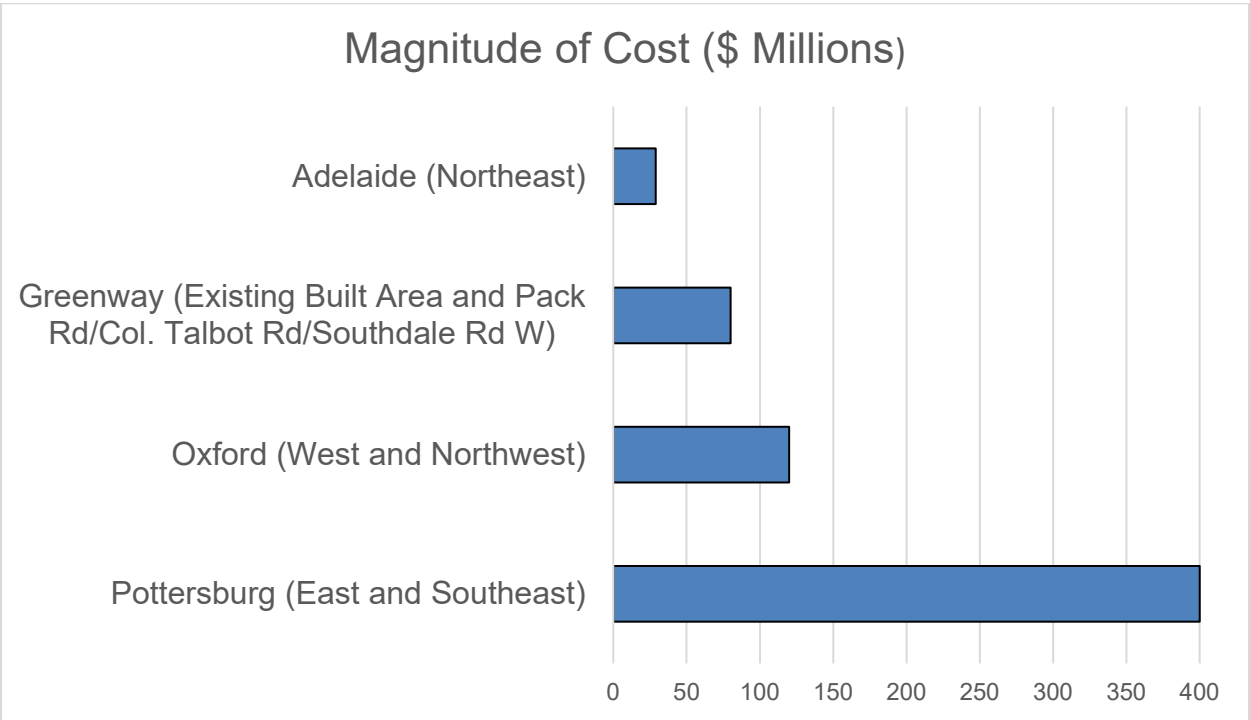 Magnitude of Cost ($ Millions)
Adelaide (Northeast)
Greenway (Existing Built Area and Pack
Rd/Col. Talbot Rd/Southdale Rd W)
Oxford (West and Northwest)
Pottersburg (East and Southeast)
0 50 100 150 200 250 300 350 400